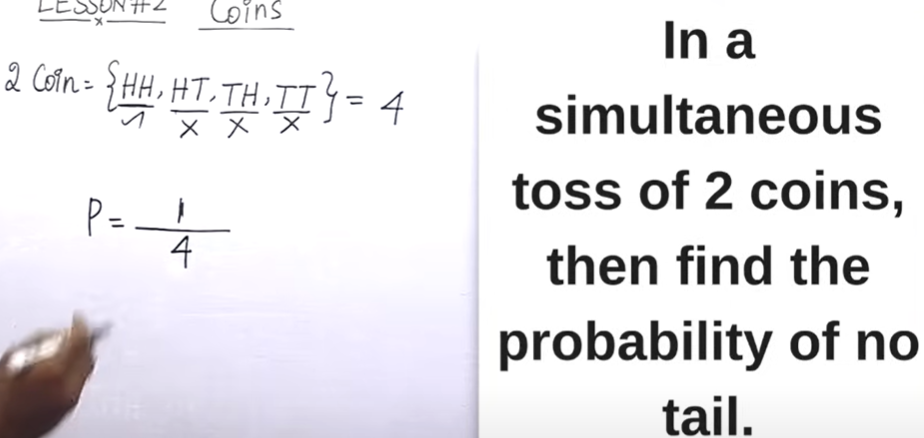 LESSON#2 Coins
2 Coin = {HH, HT, TH, TT} = 4
P = 1/4
In a
simultaneous
toss of 2 coins,
then find the
probability of no
tail.